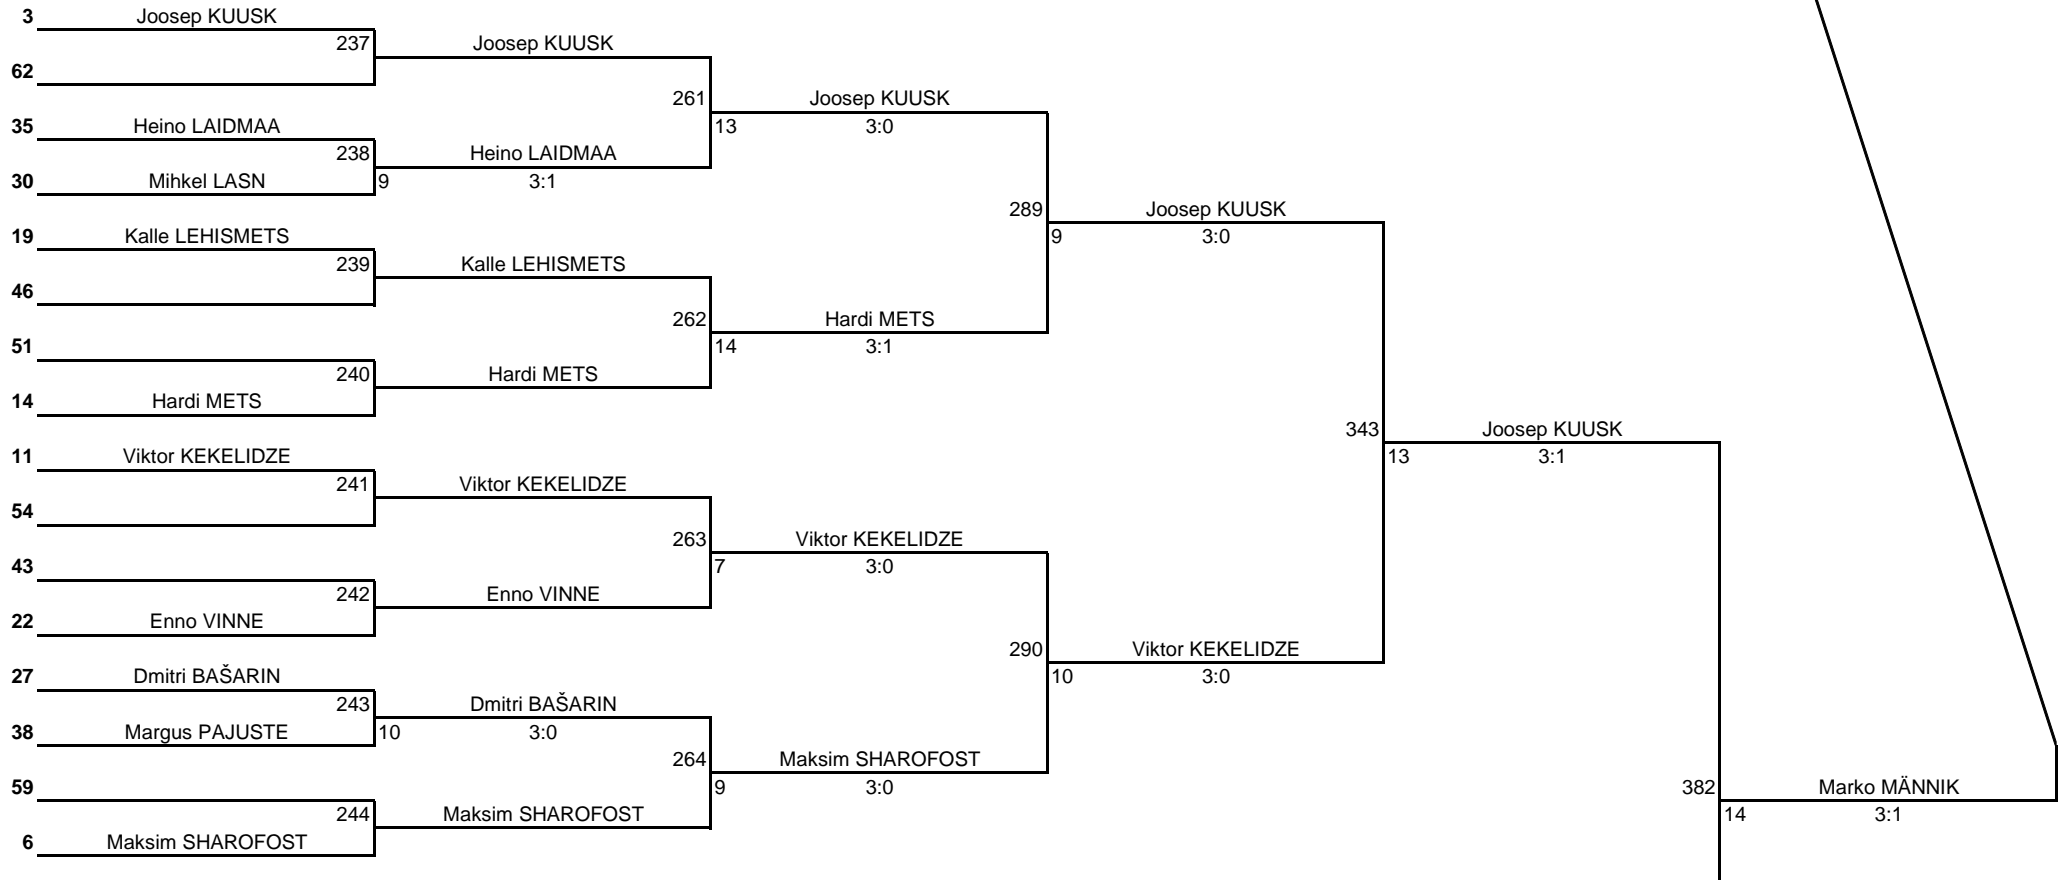 3 Joosep KUUSK
237 Joosep KUUSK
62
261 Joosep KUUSK
35 Heino LAIDMAA
13 3:0
238 Heino LAIDMAA
30 Mihkel LASN
9 3:1
289 Joosep KUUSK
19 Kalle LEHISMETS
9 3:0
239 Kalle LEHISMETS
46
262 Hardi METS
51
14 3:1
240 Hardi METS
14 Hardi METS
343 Joosep KUUSK
11 Viktor KEKELIDZE
13 3:1
241 Viktor KEKELIDZE
54
263 Viktor KEKELIDZE
43
7 3:0
242 Enno VINNE
22 Enno VINNE
290 Viktor KEKELIDZE
27 Dmitri BAŠARIN
10 3:0
243 Dmitri BAŠARIN
38 Margus PAJUSTE
10 3:0
264 Maksim SHAROFOST
59
9 3:0
382 Marko MÄNNIK
244 Maksim SHAROFOST
14 3:1
6 Maksim SHAROFOST